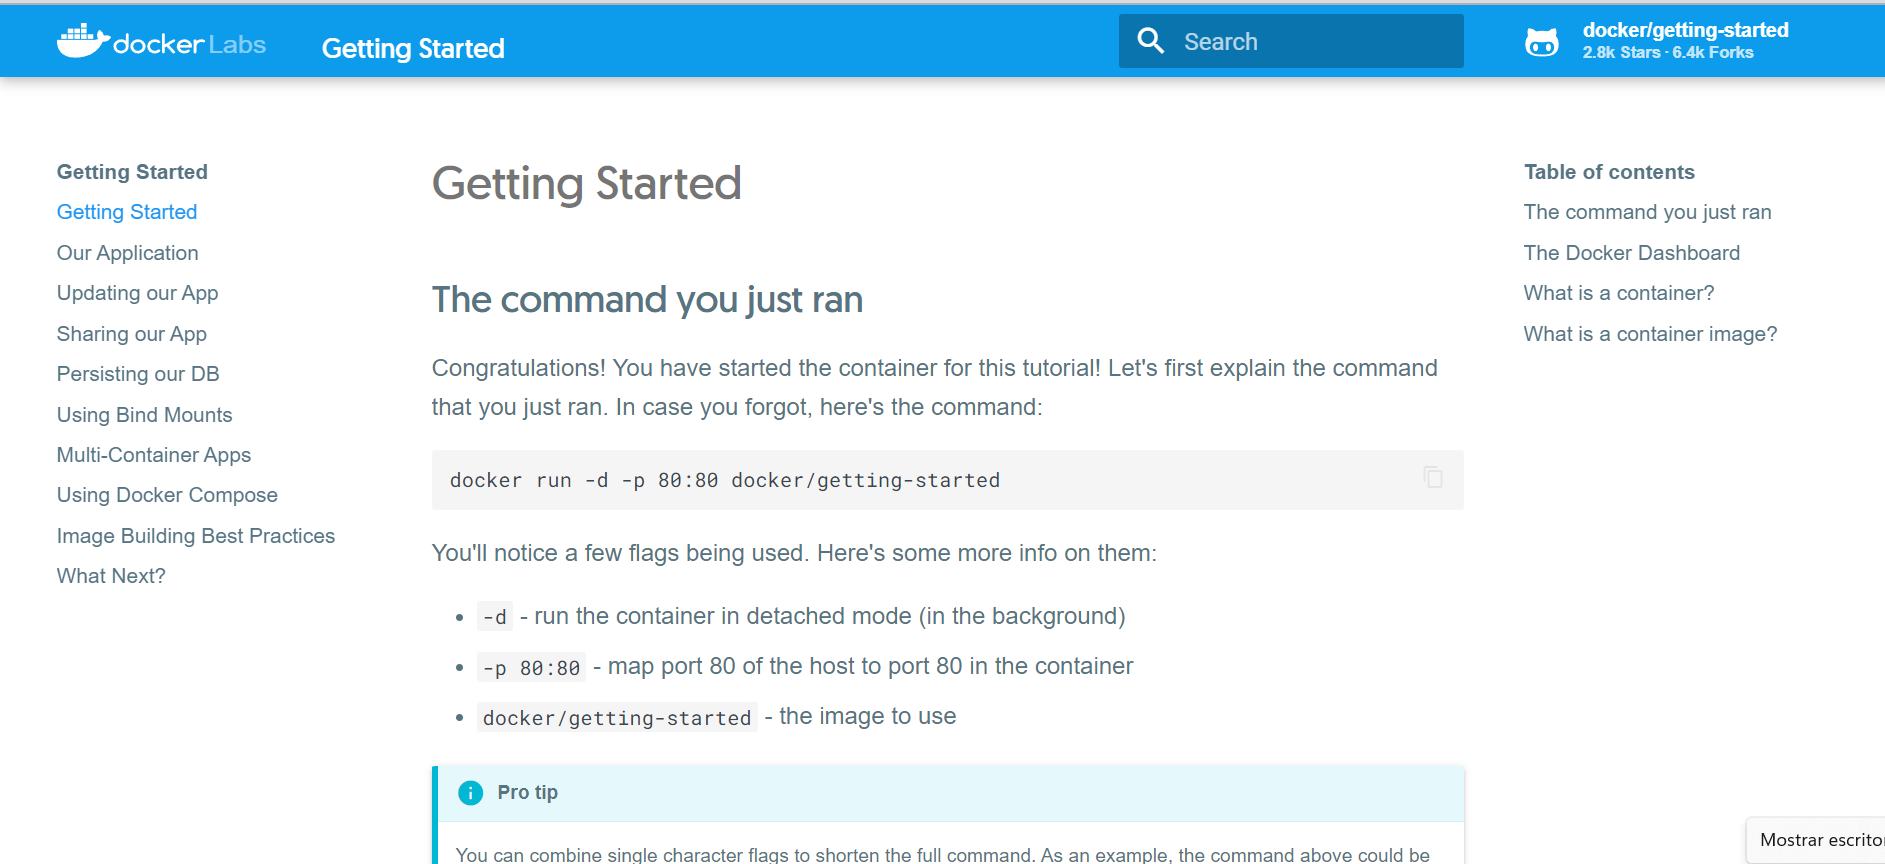 docker Labs
Getting Started
Search
docker/getting-started
2.8k Stars · 6.4k Forks
Getting Started
Getting Started
Our Application
Updating our App
Sharing our App
Persisting our DB
Using Bind Mounts
Multi-Container Apps
Using Docker Compose
Image Building Best Practices
What Next?
Getting Started
The command you just ran
Congratulations! You have started the container for this tutorial! Let's first explain the command
that you just ran. In case you forgot, here's the command:
docker run -d -p 80:80 docker/getting-started
You'll notice a few flags being used. Here's some more info on them:
-d - run the container in detached mode (in the background)
-p 80:80 - map port 80 of the host to port 80 in the container
docker/getting-started - the image to use
Pro tip
You can combine single character flags to shorten the full command. As an example, the command above could be
Table of contents
The command you just ran
The Docker Dashboard
What is a container?
What is a container image?
Mostrar escrito